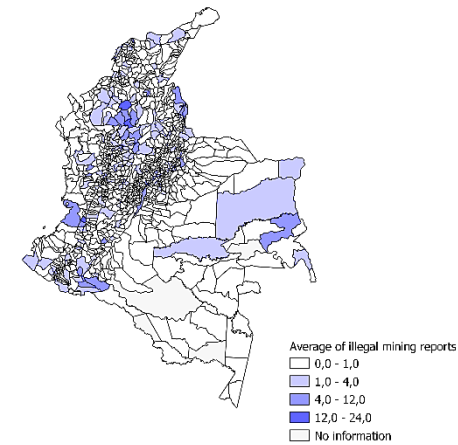 Average of illegal mining reports
0,0 - 1,0
1,0 - 4,0
4,0 - 12,0
12,0 - 24,0
No information